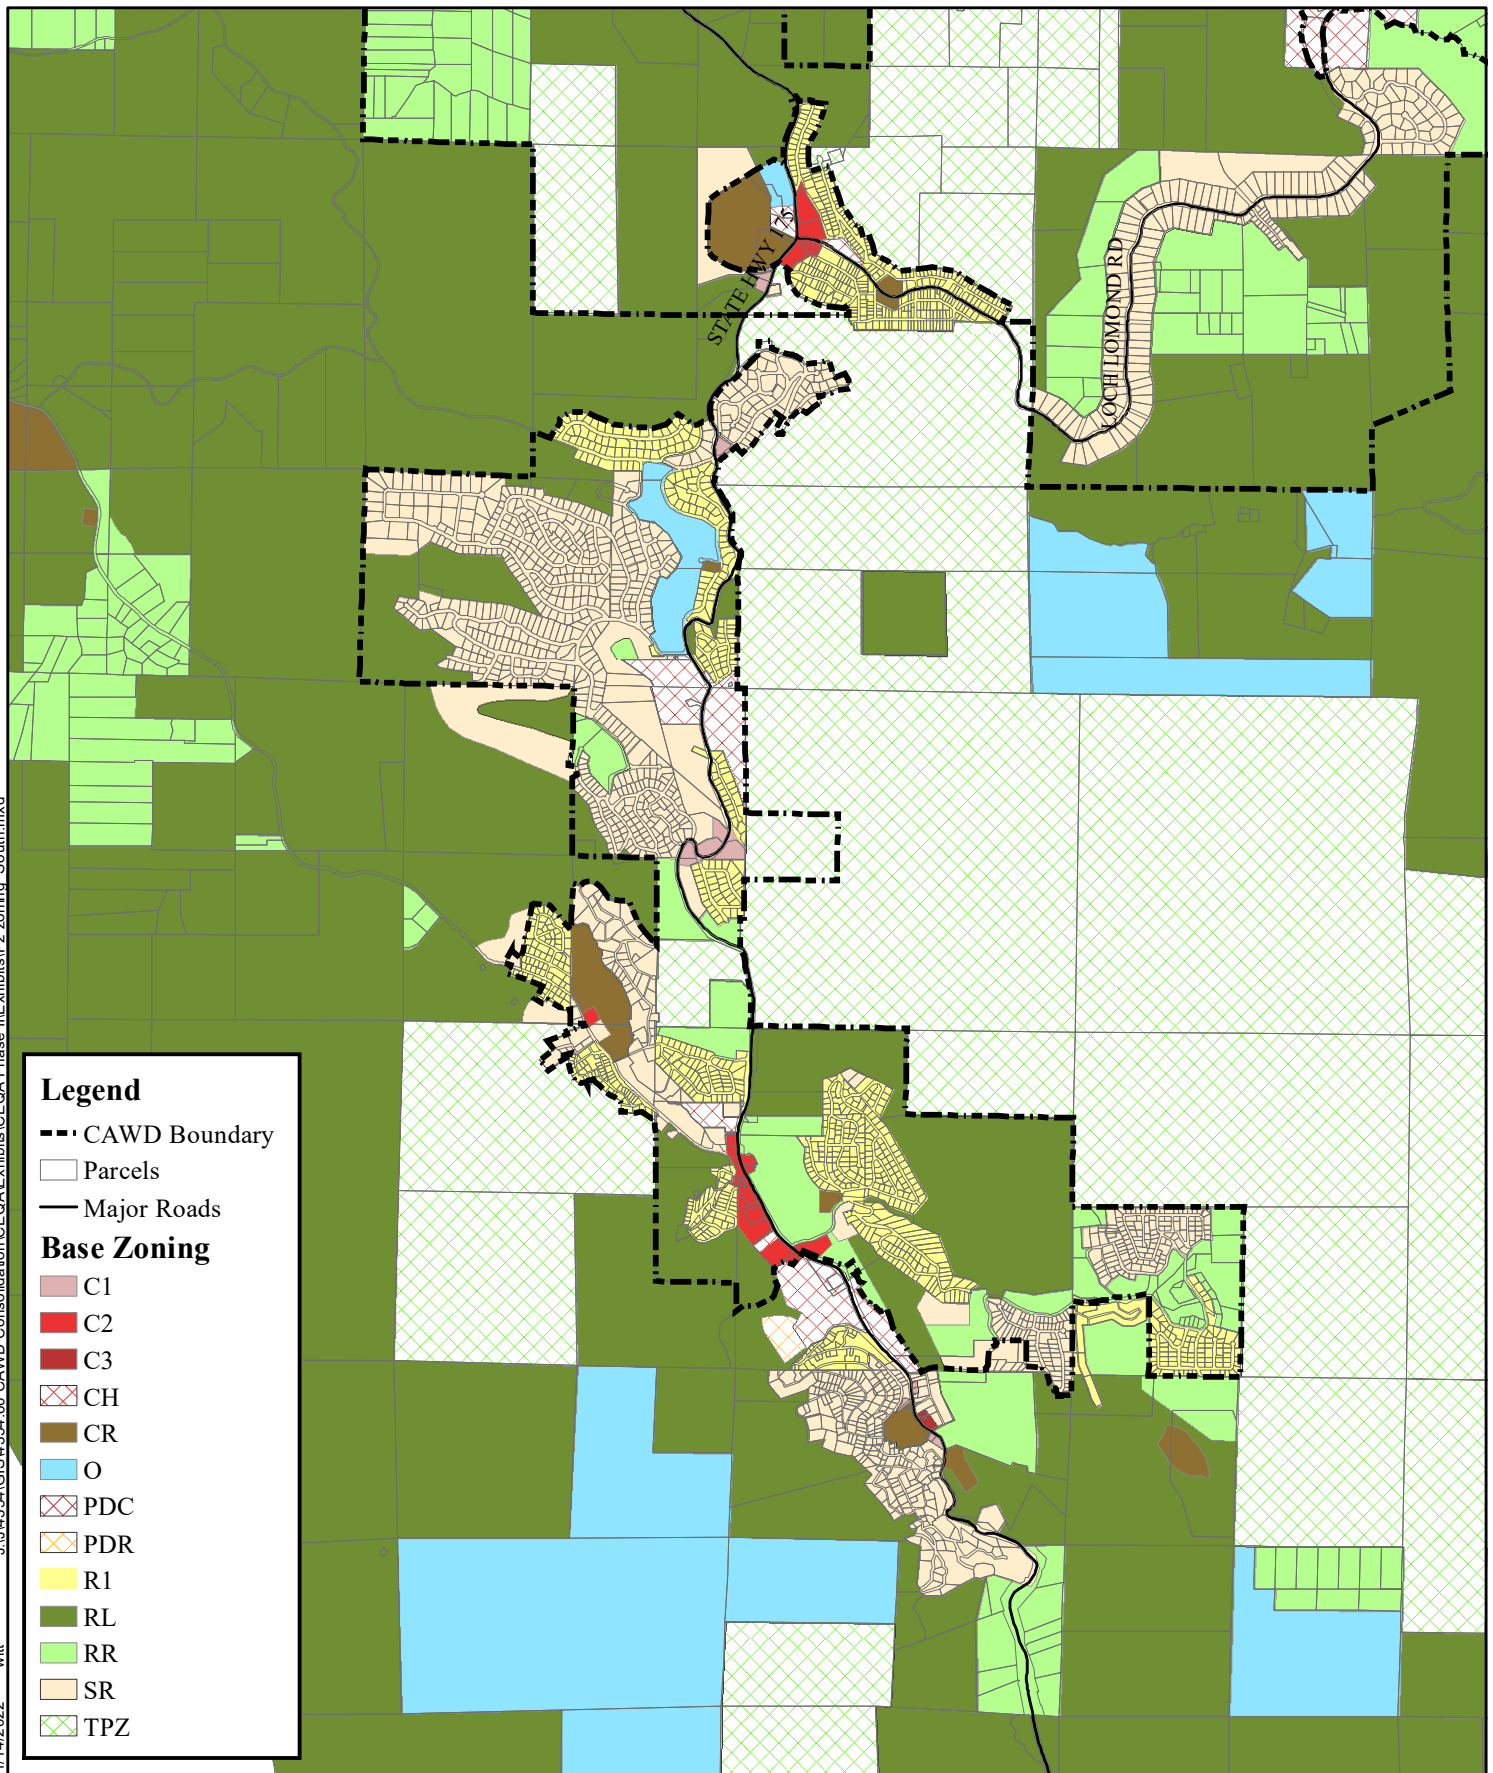 STATE HWY 175
LOCH LOMOND RD
Legend
CAWD Boundary
Parcels
Major Roads
Base Zoning
C1
C2
C3
CH
CR
O
PDC
PDR
R1
RL
RR
SR
TPZ